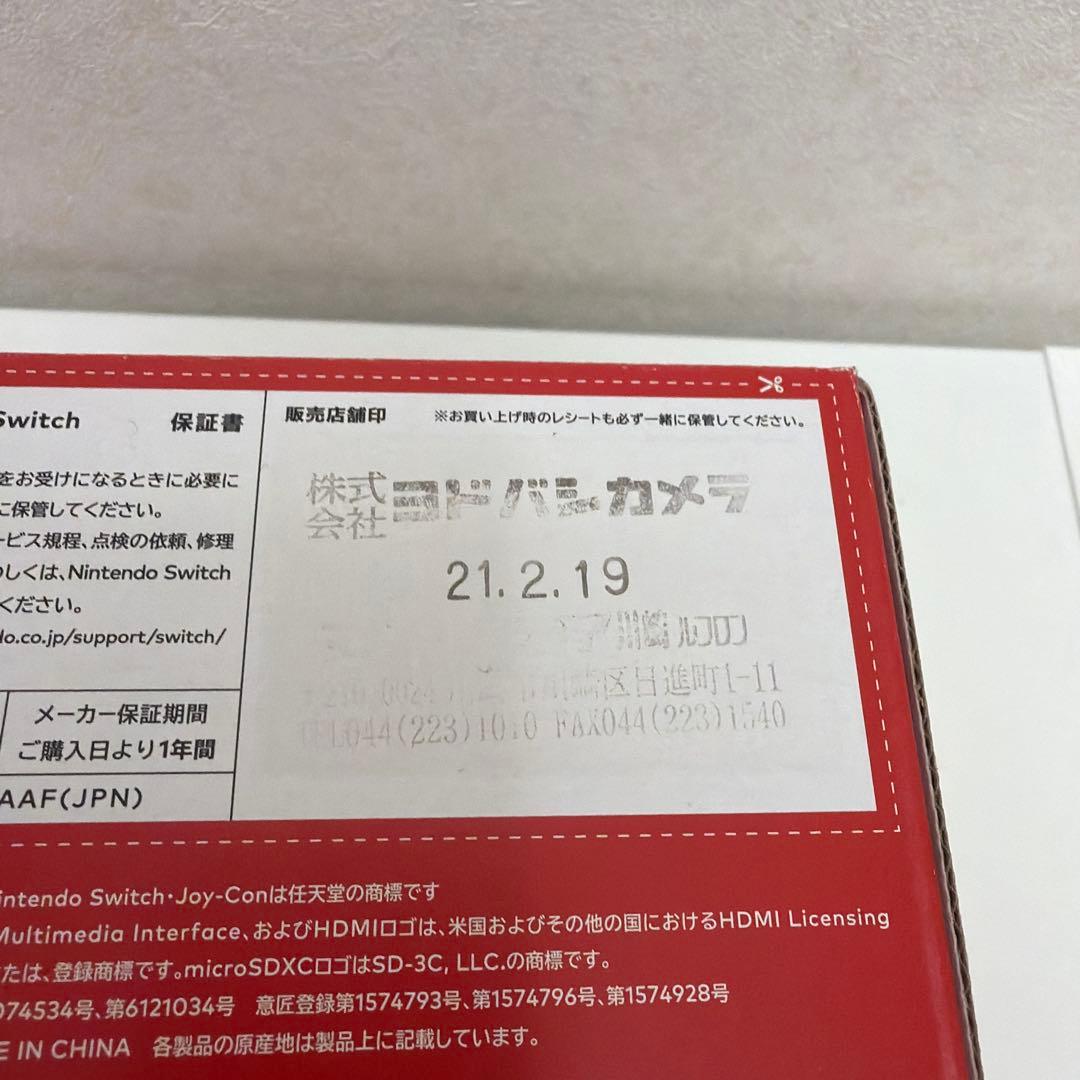 Switch 保証書
をお受けになるときに必要に
に保管してください。
ービス規程、点検の依頼、修理
しくは、Nintendo Switch
ください。
do.co.jp/support/switch/
メーカー保証期間
ご購入日より1年間
AAF(JPN)
販売店舗印 ※お買い上げ時のレシートも必ず一緒に保管してください。
株式会社ヨドバシカメラ
21.2.19
川崎ルフロン
区日進町1-11
TEL044(223)1010 FAX044(223)1540
intendo Switch・Joy-Conは任天堂の商標です
Multimedia Interface、およびHDMIロゴは、米国およびその他の国におけるHDMI Licensing
たは、登録商標です。microSDXCロゴはSD-3C, LLC.の商標です。
074534号、第6121034号 意匠登録第1574793号、第1574796号、第1574928号
E IN CHINA 各製品の原産地は製品上に記載しています。